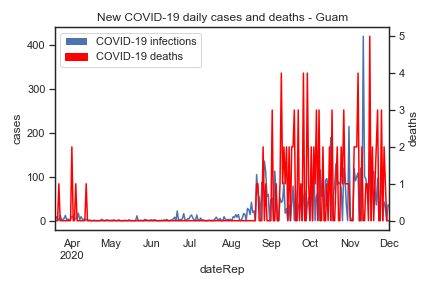 New COVID-19 daily cases and deaths - Guam
COVID-19 infections
COVID-19 deaths
400
300
200
100
0
cases
5
4
3
2
1
0
deaths
Apr May Jun Jul Aug Sep Oct Nov Dec
2020
dateRep